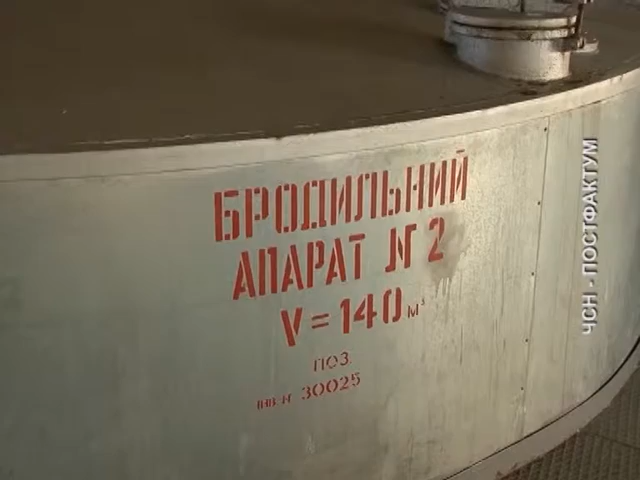 БРОДИЛЬНИЙ
АПАРАТ № 2
V = 140 м³
ПОЗ.
ІНВ № 30025
ЧСН - ПОСТФАКТУМ